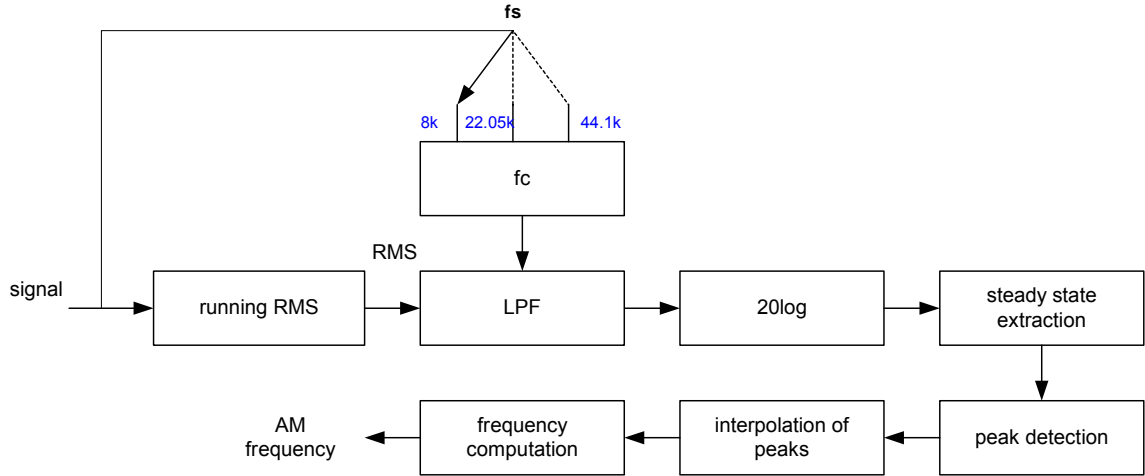 fs
8k 22.05k 44.1k
fc
RMS
signal
running RMS
LPF
20log
steady state
extraction
AM
frequency
frequency
computation
interpolation of
peaks
peak detection